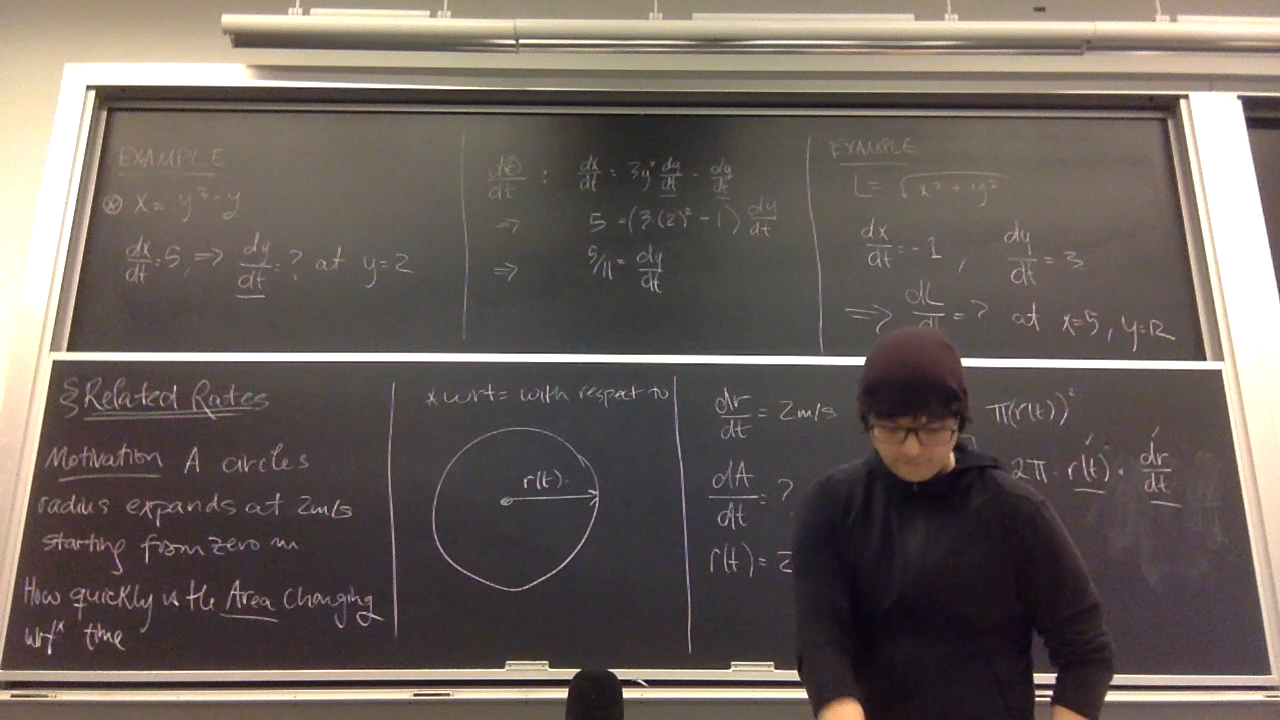 EXAMPLE
⊛ x = y³ - y
dx/dt = 5, => dy/dt = ? at y=2
d⊛/dt : dx/dt = 3y² dy/dt - dy/dt
=> 5 = (3·(2)² - 1) dy/dt
=> 5/11 = dy/dt
EXAMPLE
L = √(x² + y²)
dx/dt = -1 , dy/dt = 3
=> dL/dt = ? at x=5, y=12
§ Related Rates
Motivation A circles
radius expands at 2m/s
starting from zero m
How quickly is the Area changing
wrt* time
* wrt = with respect to
r(t)
dr/dt = 2m/s
dA/dt = ?
r(t) = 2
π(r(t))²
2π · r(t) · dr/dt